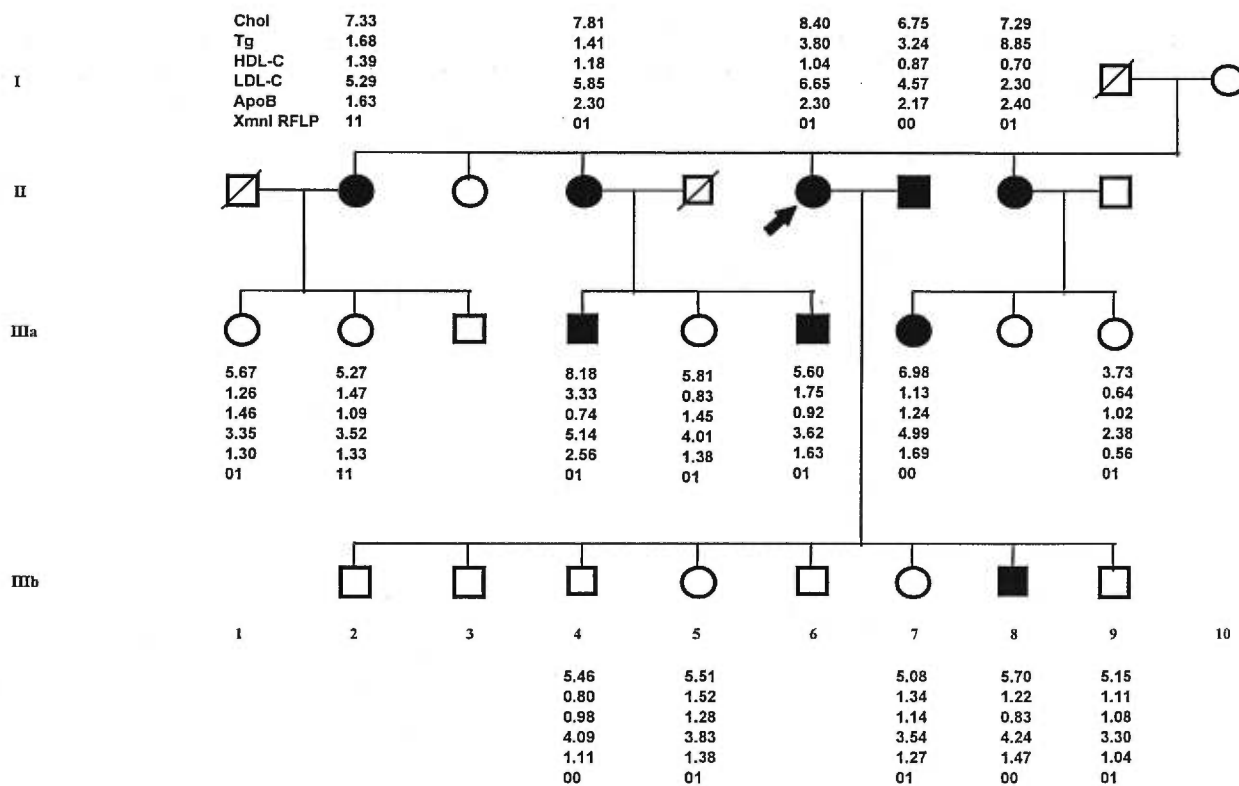 Chol 7.33 7.81 8.40 6.75 7.29
Tg 1.68 1.41 3.80 3.24 8.85
HDL-C 1.39 1.18 1.04 0.87 0.70
I LDL-C 5.29 5.85 6.65 4.57 2.30
ApoB 1.63 2.30 2.30 2.17 2.40
XmnI RFLP 11 01 01 00 01
II
IIIa
5.67 5.27 8.18 5.81 5.60 6.98 3.73
1.26 1.47 3.33 0.83 1.75 1.13 0.64
1.46 1.09 0.74 1.45 0.92 1.24 1.02
3.35 3.52 5.14 4.01 3.62 4.99 2.38
1.30 1.33 2.56 1.38 1.63 1.69 0.56
01 11 01 01 01 00 01
IIIb
1 2 3 4 5 6 7 8 9 10
5.46 5.51 5.08 5.70 5.15
0.80 1.52 1.34 1.22 1.11
0.98 1.28 1.14 0.83 1.08
4.09 3.83 3.54 4.24 3.30
1.11 1.38 1.27 1.47 1.04
00 01 01 00 01